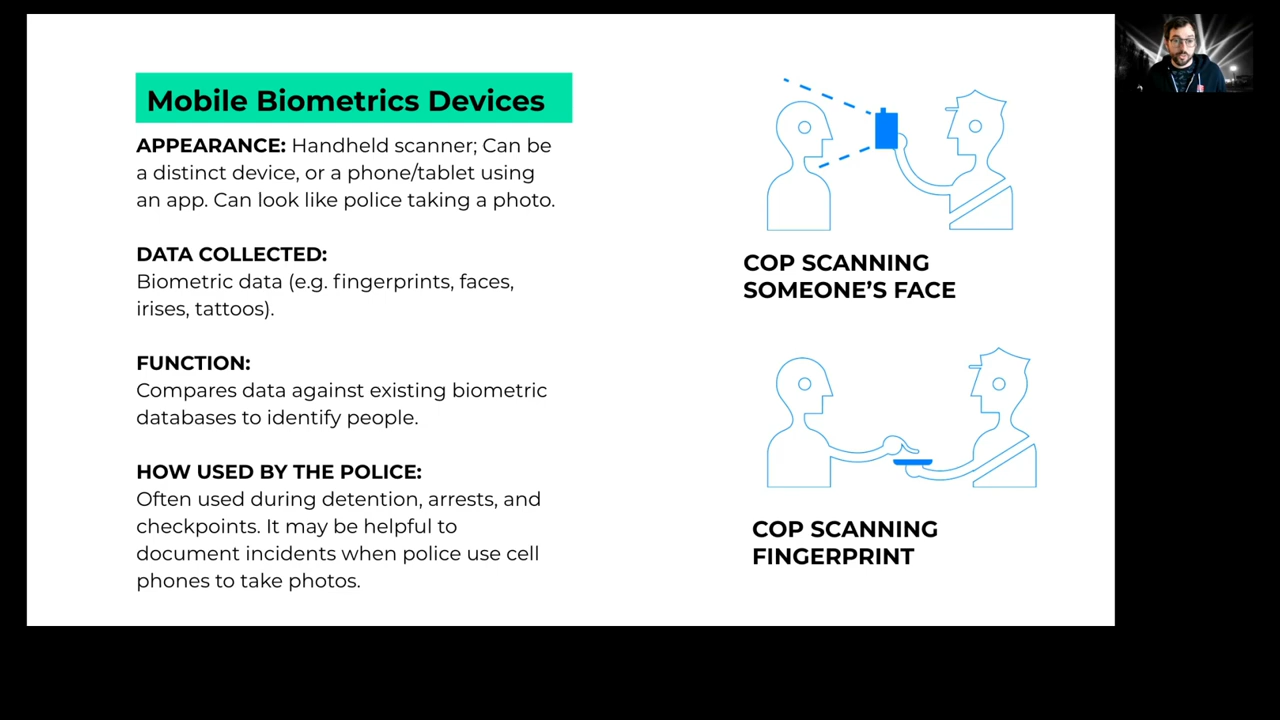 Mobile Biometrics Devices
APPEARANCE: Handheld scanner; Can be
a distinct device, or a phone/tablet using
an app. Can look like police taking a photo.
DATA COLLECTED:
Biometric data (e.g. fingerprints, faces,
irises, tattoos).
FUNCTION:
Compares data against existing biometric
databases to identify people.
HOW USED BY THE POLICE:
Often used during detention, arrests, and
checkpoints. It may be helpful to
document incidents when police use cell
phones to take photos.
COP SCANNING
SOMEONE’S FACE
COP SCANNING
FINGERPRINT